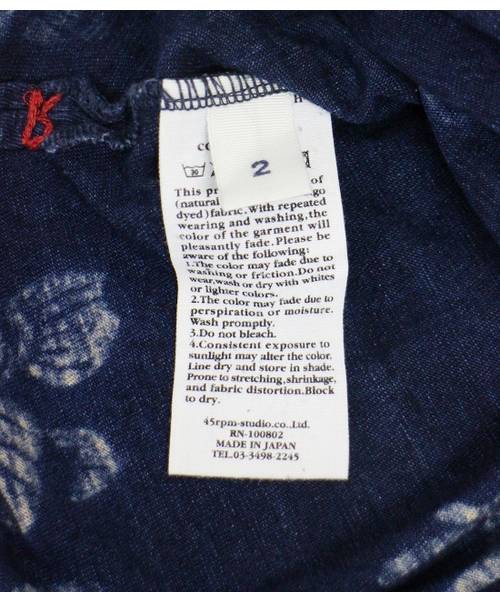 H
2
This pr of
(natural go
dyed)fabric.With repeated
wearing and washing,the
color of the garment will
pleasantly fade.Please be
aware of the following:
1.The color may fade due to
washing or friction.Do not
wear,wash or dry with whites
or lighter colors.
2.The color may fade due to
perspiration or moisture.
Wash promptly.
3.Do not bleach.
4.Consistent exposure to
sunlight may alter the color.
Line dry and store in shade.
Prone to stretching,shrinkage,
and fabric distortion.Block
to dry.
45rpm-studio.co.,Ltd.
RN-100802
MADE IN JAPAN
TEL.03-3498-2245